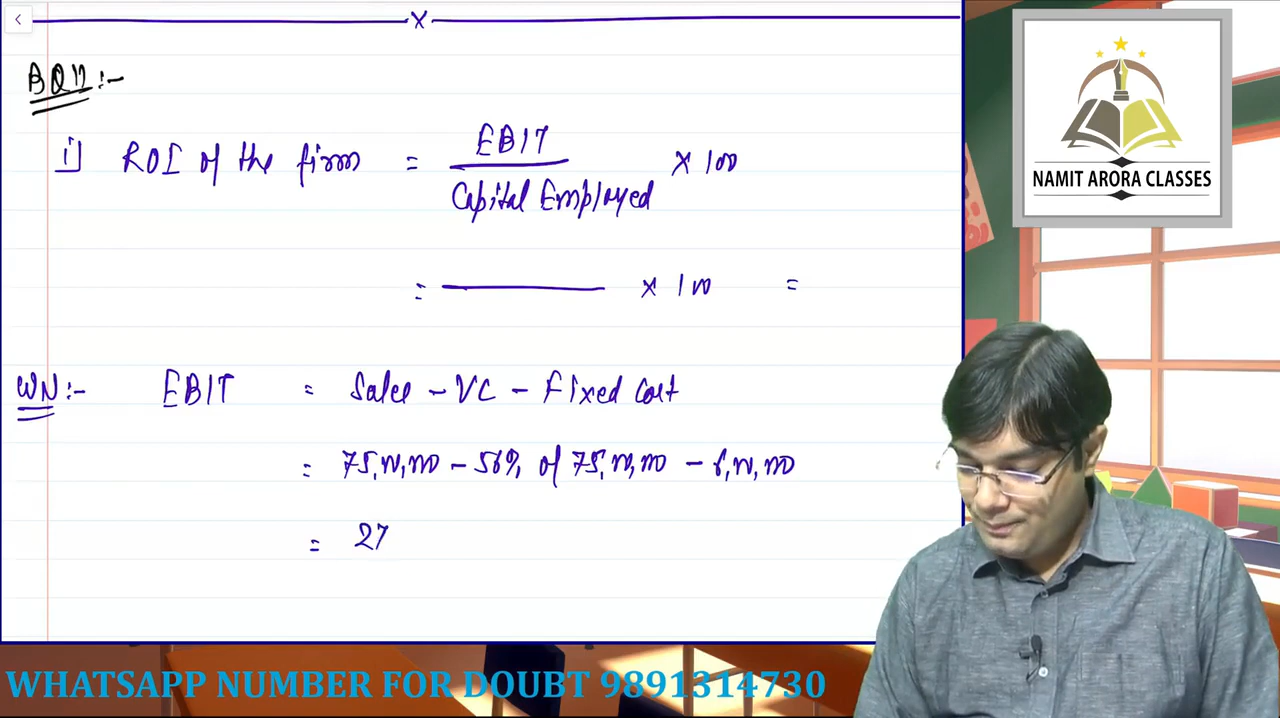 <
X
i) ROI of the firm = EBIT / Capital Employed × 100
= ———— × 100 =
WN:- EBIT = Sales - VC - Fixed Cost
= 75,00,000 - 56% of 75,00,000 - 6,00,000
= 27
NAMIT ARORA CLASSES
WHATSAPP NUMBER FOR DOUBT 9891314730